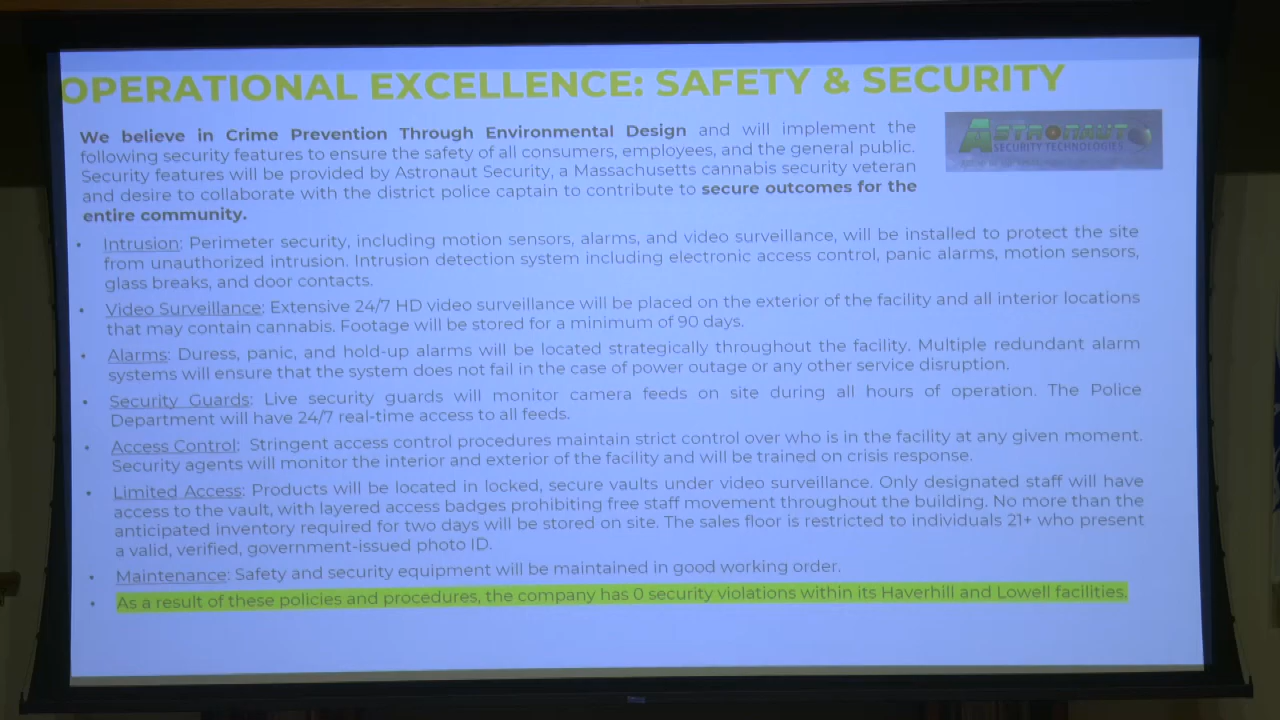 OPERATIONAL EXCELLENCE: SAFETY & SECURITY
We believe in Crime Prevention Through Environmental Design and will implement the
following security features to ensure the safety of all consumers, employees, and the general public.
Security features will be provided by Astronaut Security, a Massachusetts cannabis security veteran
and desire to collaborate with the district police captain to contribute to secure outcomes for the
entire community.
ASTRONAUT
SECURITY TECHNOLOGIES
• Intrusion: Perimeter security, including motion sensors, alarms, and video surveillance, will be installed to protect the site
from unauthorized intrusion. Intrusion detection system including electronic access control, panic alarms, motion sensors,
glass breaks, and door contacts.
• Video Surveillance: Extensive 24/7 HD video surveillance will be placed on the exterior of the facility and all interior locations
that may contain cannabis. Footage will be stored for a minimum of 90 days.
• Alarms: Duress, panic, and hold-up alarms will be located strategically throughout the facility. Multiple redundant alarm
systems will ensure that the system does not fail in the case of power outage or any other service disruption.
• Security Guards: Live security guards will monitor camera feeds on site during all hours of operation. The Police
Department will have 24/7 real-time access to all feeds.
• Access Control: Stringent access control procedures maintain strict control over who is in the facility at any given moment.
Security agents will monitor the interior and exterior of the facility and will be trained on crisis response.
• Limited Access: Products will be located in locked, secure vaults under video surveillance. Only designated staff will have
access to the vault, with layered access badges prohibiting free staff movement throughout the building. No more than the
anticipated inventory required for two days will be stored on site. The sales floor is restricted to individuals 21+ who present
a valid, verified, government-issued photo ID.
• Maintenance: Safety and security equipment will be maintained in good working order.
• As a result of these policies and procedures, the company has 0 security violations within its Haverhill and Lowell facilities.